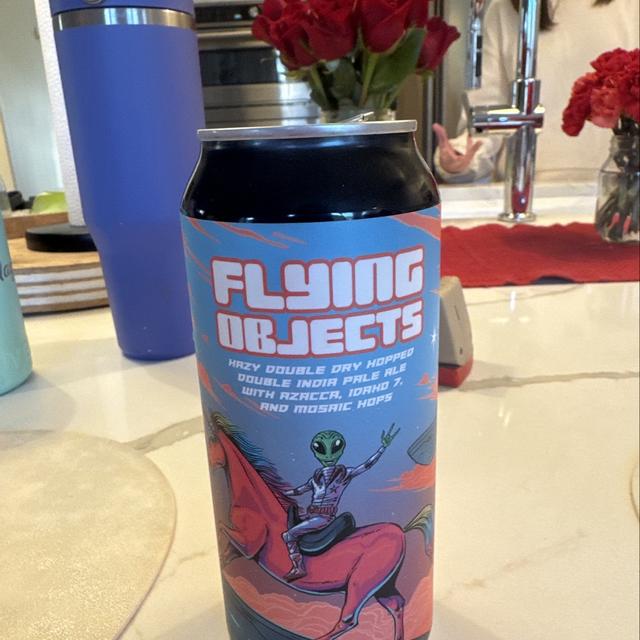 FLYING
OBJECTS
HAZY DOUBLE DRY HOPPED
DOUBLE INDIA PALE ALE
WITH AZACCA, IDAHO 7,
AND MOSAIC HOPS